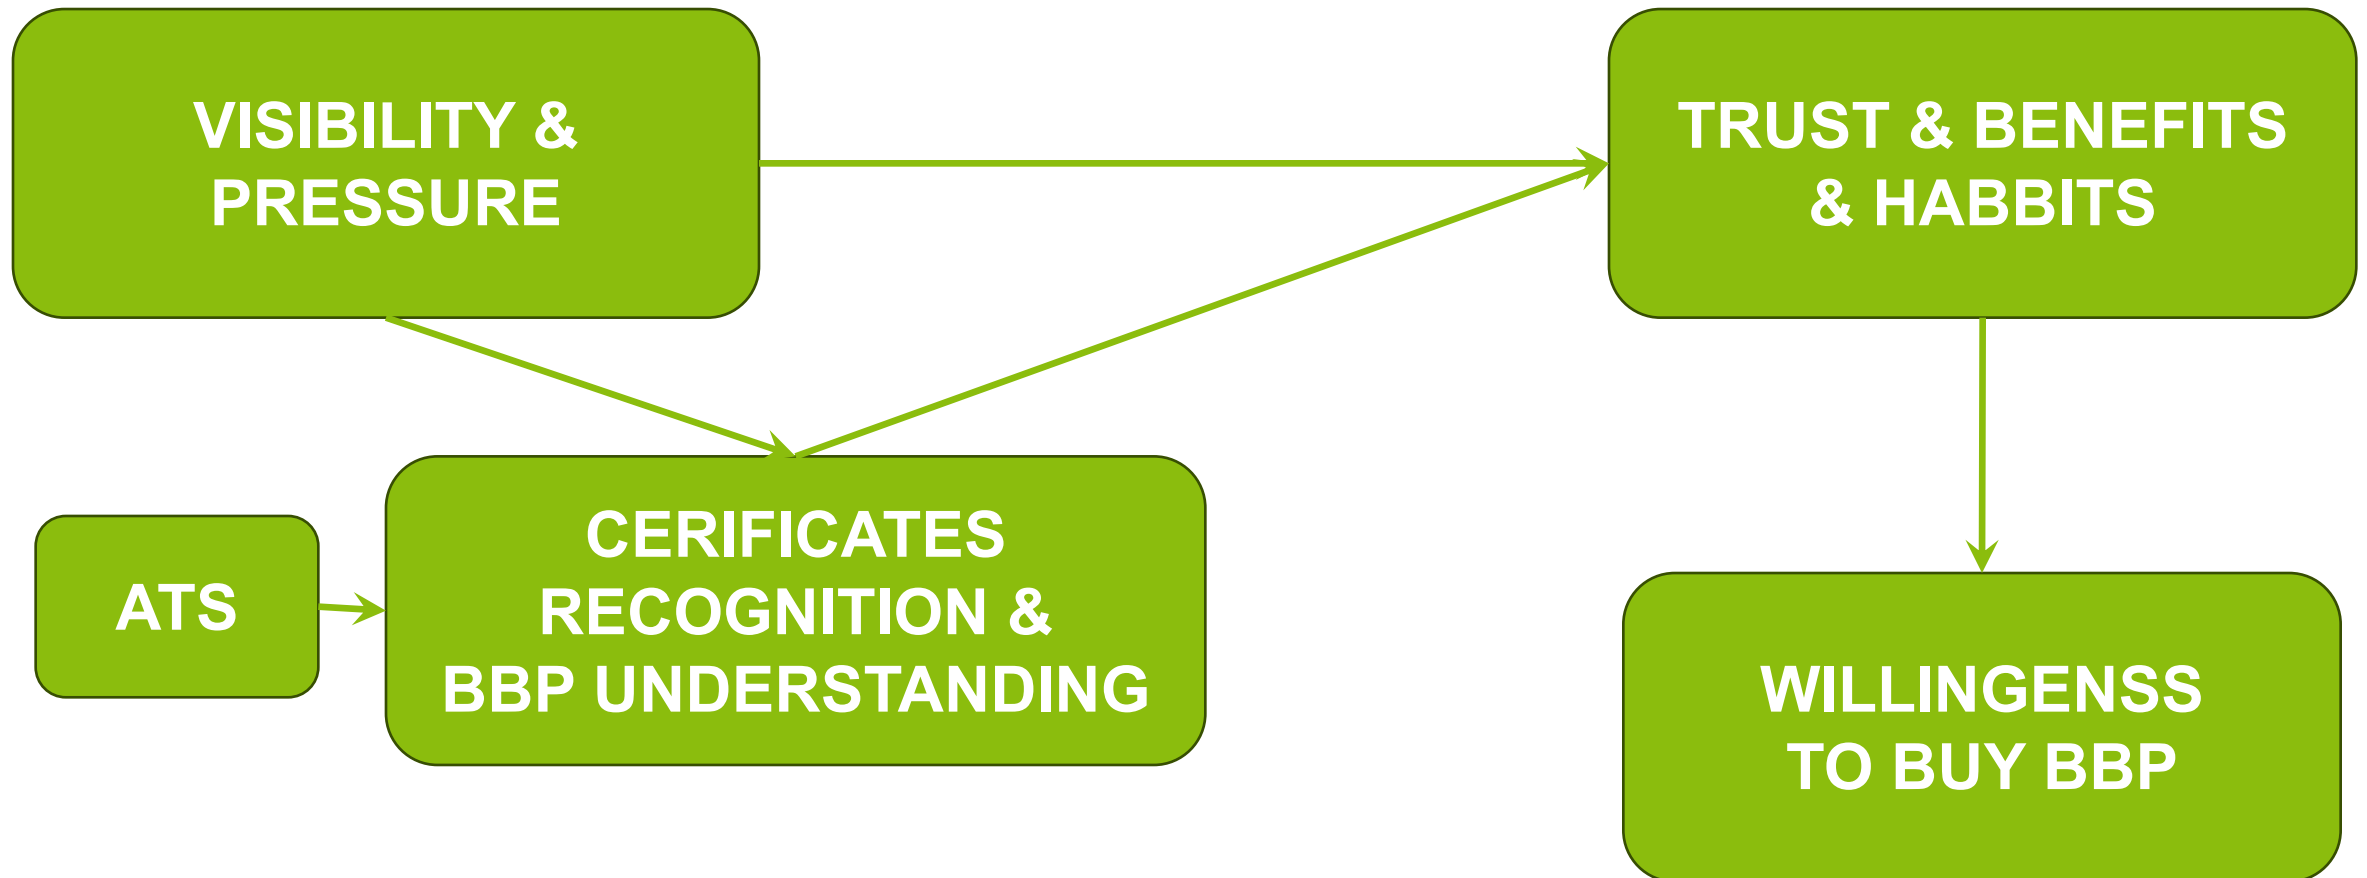 VISIBILITY &
PRESSURE
TRUST & BENEFITS
& HABBITS
ATS
CERIFICATES
RECOGNITION &
BBP UNDERSTANDING
WILLINGENSS
TO BUY BBP